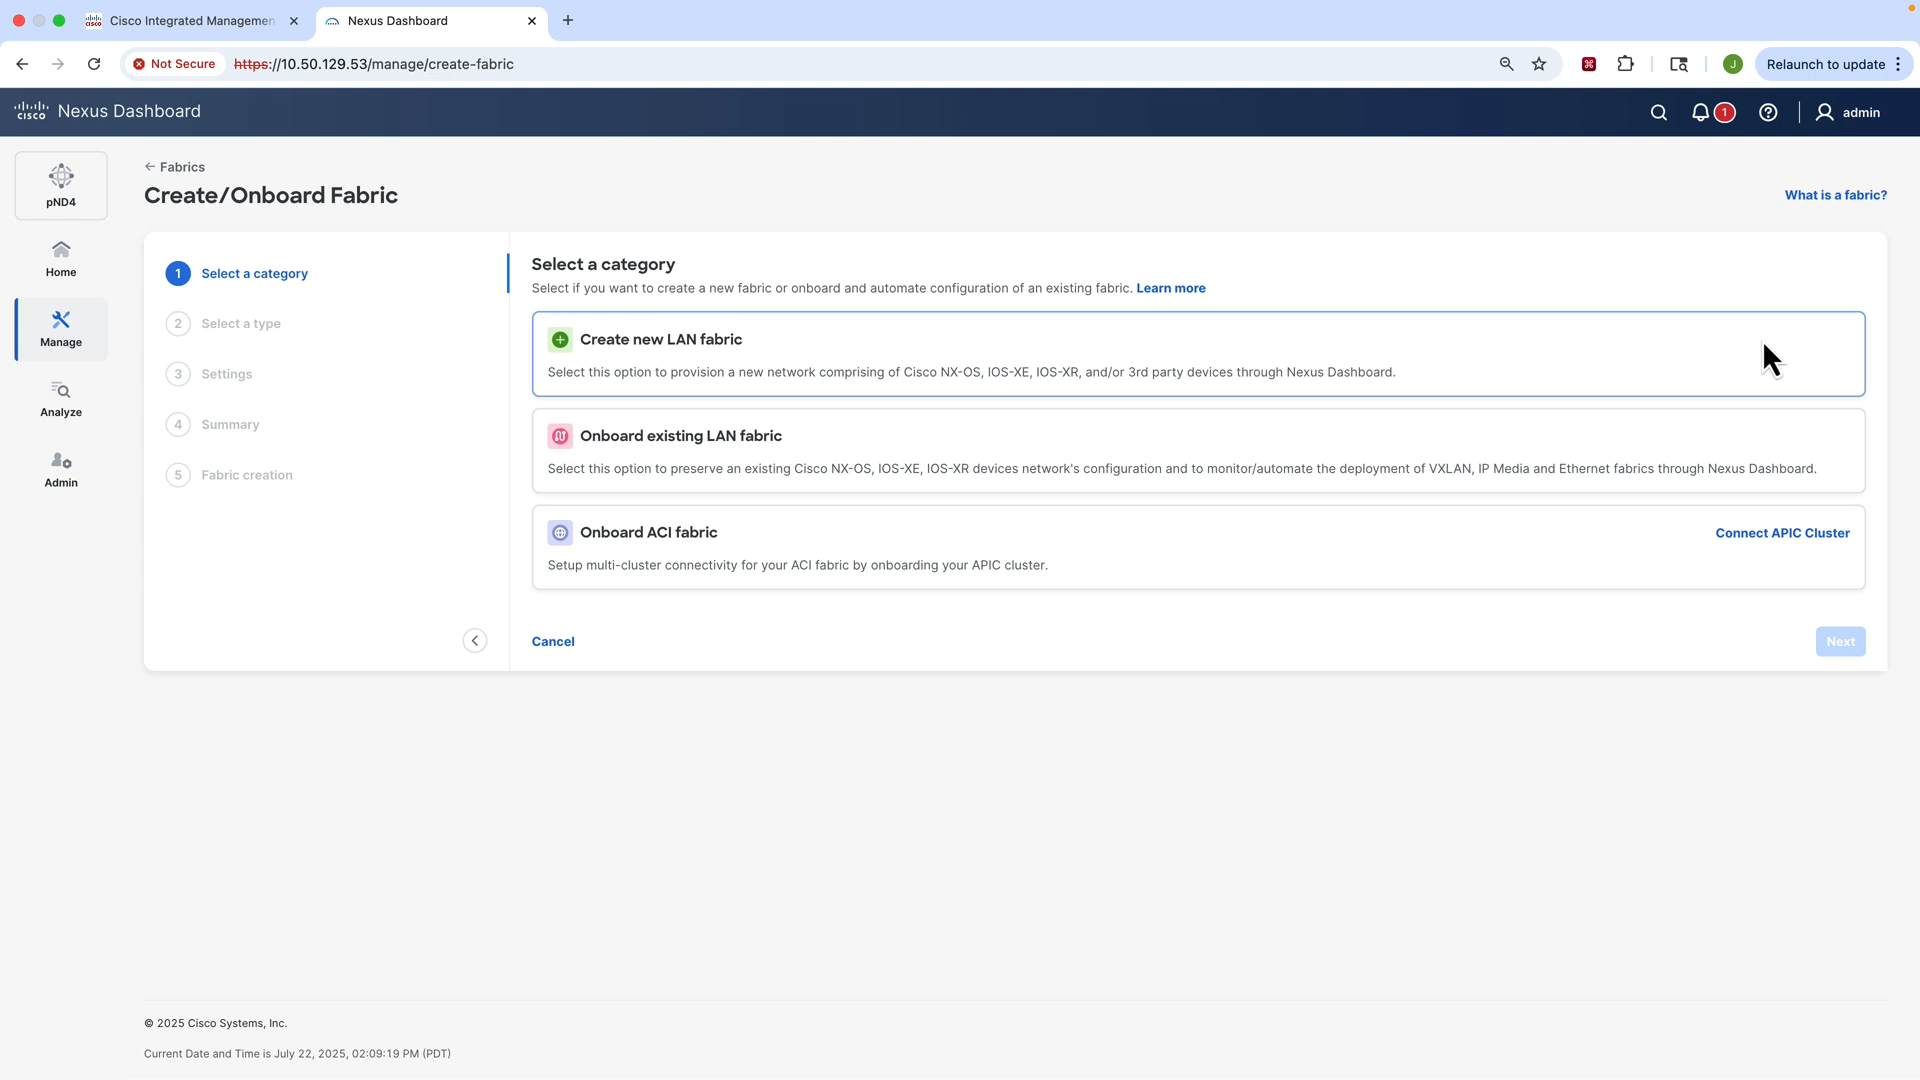 Cisco Integrated Managemen
Nexus Dashboard
Not Secure
https://10.50.129.53/manage/create-fabric
J
Relaunch to update
cisco Nexus Dashboard
1
admin
pND4
Home
Manage
Analyze
Admin
Fabrics
Create/Onboard Fabric
What is a fabric?
1 Select a category
2 Select a type
3 Settings
4 Summary
5 Fabric creation
Select a category
Select if you want to create a new fabric or onboard and automate configuration of an existing fabric. Learn more
Create new LAN fabric
Select this option to provision a new network comprising of Cisco NX-OS, IOS-XE, IOS-XR, and/or 3rd party devices through Nexus Dashboard.
Onboard existing LAN fabric
Select this option to preserve an existing Cisco NX-OS, IOS-XE, IOS-XR devices network's configuration and to monitor/automate the deployment of VXLAN, IP Media and Ethernet fabrics through Nexus Dashboard.
Onboard ACI fabric
Connect APIC Cluster
Setup multi-cluster connectivity for your ACI fabric by onboarding your APIC cluster.
Cancel
Next
© 2025 Cisco Systems, Inc.
Current Date and Time is July 22, 2025, 02:09:19 PM (PDT)